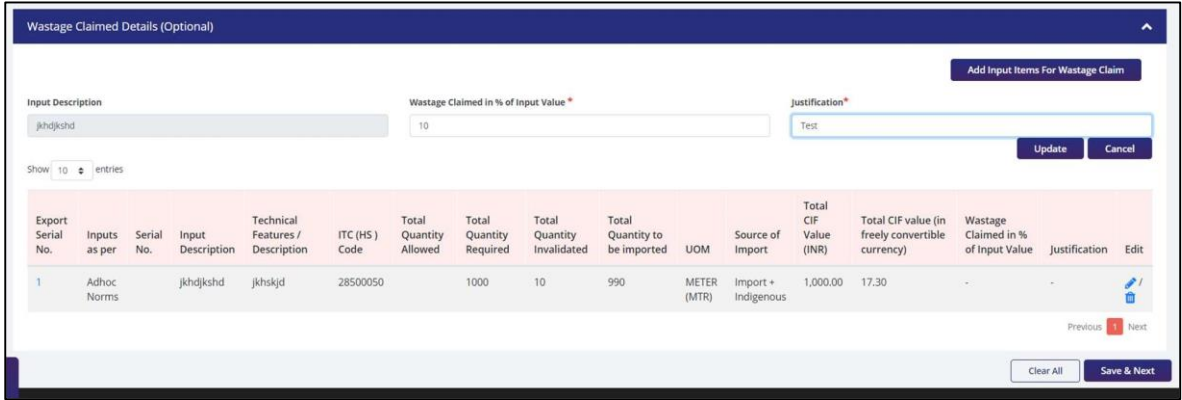 Wastage Claimed Details (Optional)
Add Input Items For Wastage Claim
Input Description
Wastage Claimed in % of Input Value *
Justification*
jkhdjkshd
10
Test
Update
Cancel
Show 10 entries
Export Serial No.
Inputs as per
Serial No.
Input Description
Technical Features / Description
ITC (HS ) Code
Total Quantity Allowed
Total Quantity Required
Total Quantity Invalidated
Total Quantity to be imported
UOM
Source of Import
Total CIF Value (INR)
Total CIF value (in freely convertible currency)
Wastage Claimed in % of Input Value
Justification
Edit
1
Adhoc Norms
jkhdjkshd
jkhskjd
28500050
1000
10
990
METER (MTR)
Import + Indigenous
1,000.00
17.30
-
-
/
Previous 1 Next
Clear All
Save & Next